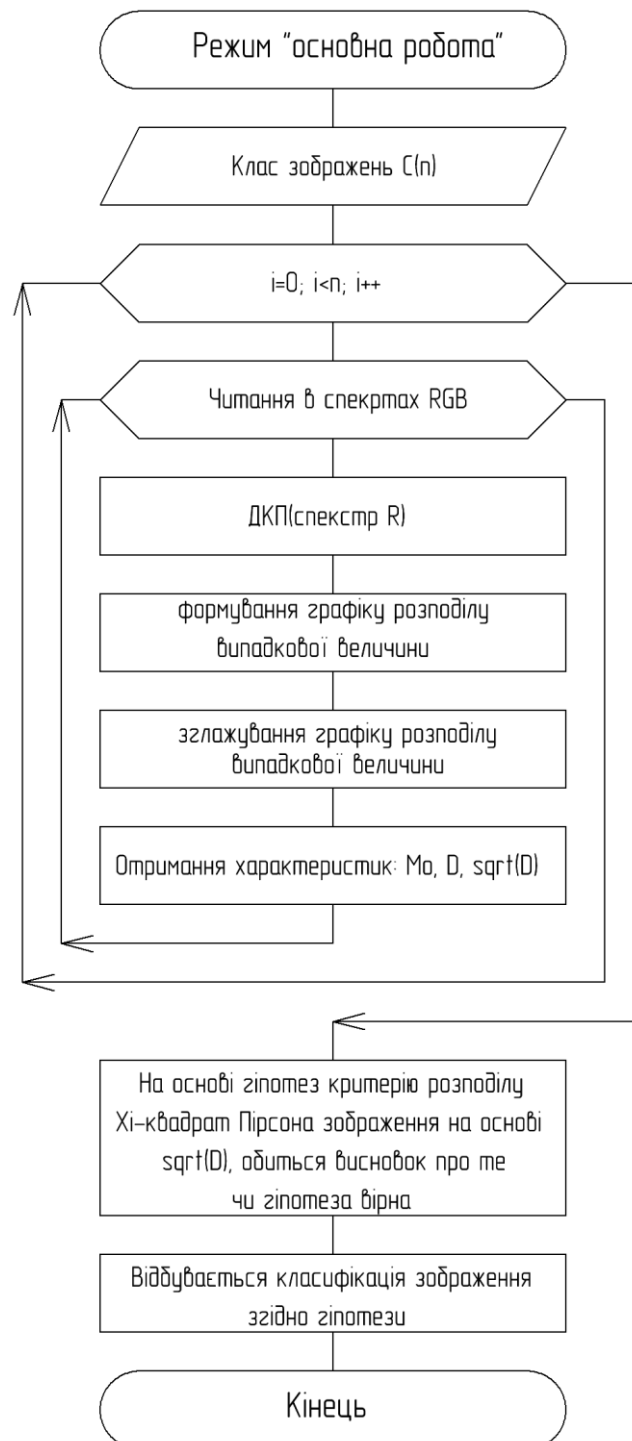 Режим "основна робота"
Клас зображень C(n)
i=0; i<n; i++
Читання в спекртах RGB
ДКП(спекстр R)
формування графіку розподілу
випадкової величини
зглажування графіку розподілу
випадкової величини
Отримання характеристик: Mo, D, sqrt(D)
На основі гіпотез критерію розподілу
Хі-квадрат Пірсона зображення на основі
sqrt(D), обиться висновок про те
чи гіпотеза вірна
Відбувається класифікація зображення
згідно гіпотези
Кінець